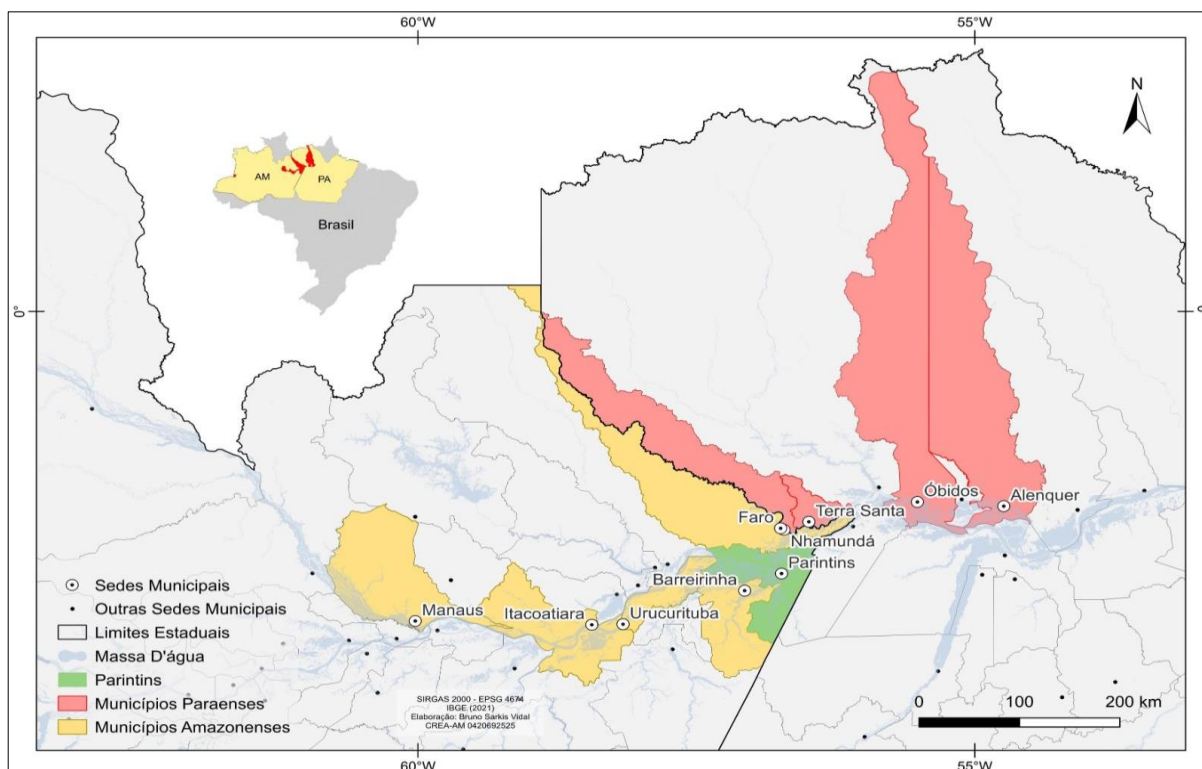 60°W
55°W
N
AM
PA
Brasil
0°
0°
Óbidos
Alenquer
Terra Santa
Faro
Nhamundá
Parintins
Barreirinha
Manaus
Itacoatiara
Urucurituba
Sedes Municipais
Outras Sedes Municipais
Limites Estaduais
Massa D'água
Parintins
Municípios Paraenses
Municípios Amazonenses
SIRGAS 2000 - EPSG 4674
IBGE (2021)
Elaboração: Bruno Sarkis Vidal
CREA-AM 0420692525
0 100 200 km
60°W
55°W